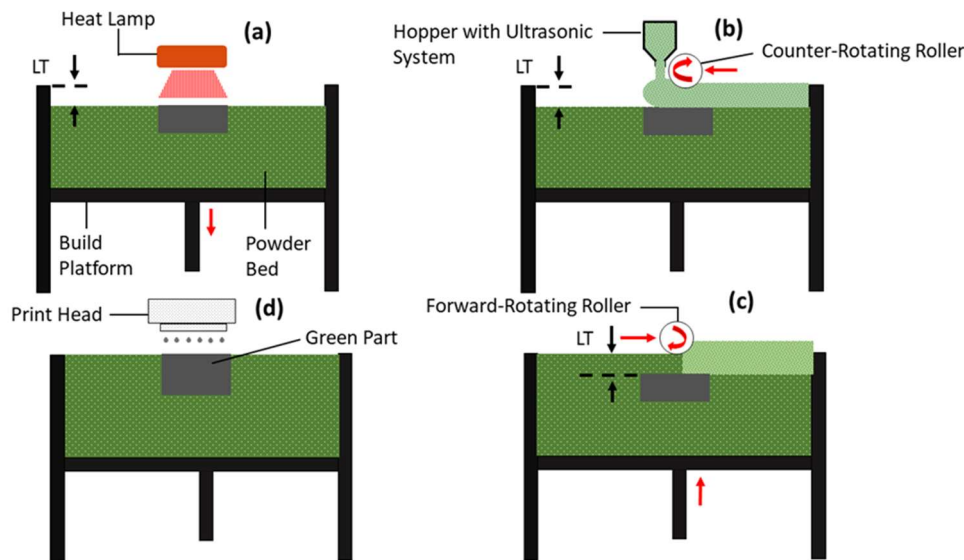 Heat Lamp
(a)
LT
Build
Platform
Powder
Bed
Hopper with Ultrasonic
System
(b)
Counter-Rotating Roller
LT
Print Head
(d)
Green Part
Forward-Rotating Roller
(c)
LT